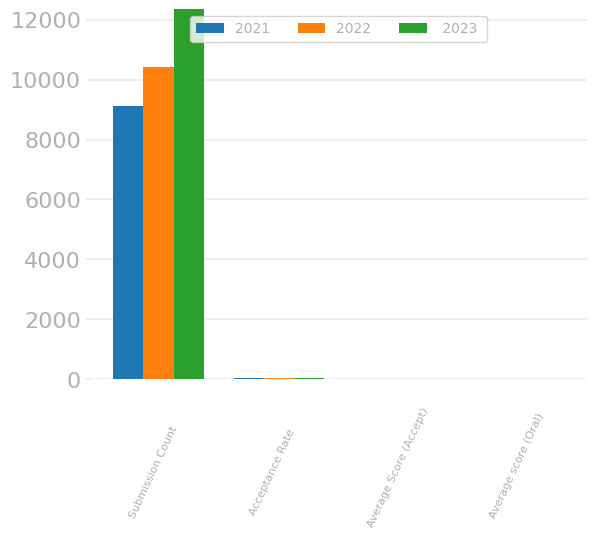 2021 2022 2023
12000
10000
8000
6000
4000
2000
0
Submission Count
Acceptance Rate
Average Score (Accept)
Average score (Oral)